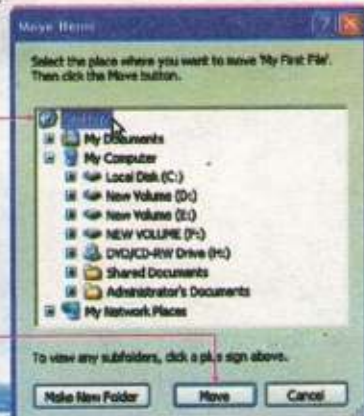 Move Items
Select the place where you want to move 'My First File'.
Then click the Move button.
Desktop
My Documents
My Computer
Local Disk (C:)
New Volume (D:)
New Volume (E:)
NEW VOLUME (F:)
DVD/CD-RW Drive (H:)
Shared Documents
Administrator's Documents
My Network Places
To view any subfolders, click a plus sign above.
Make New Folder
Move
Cancel